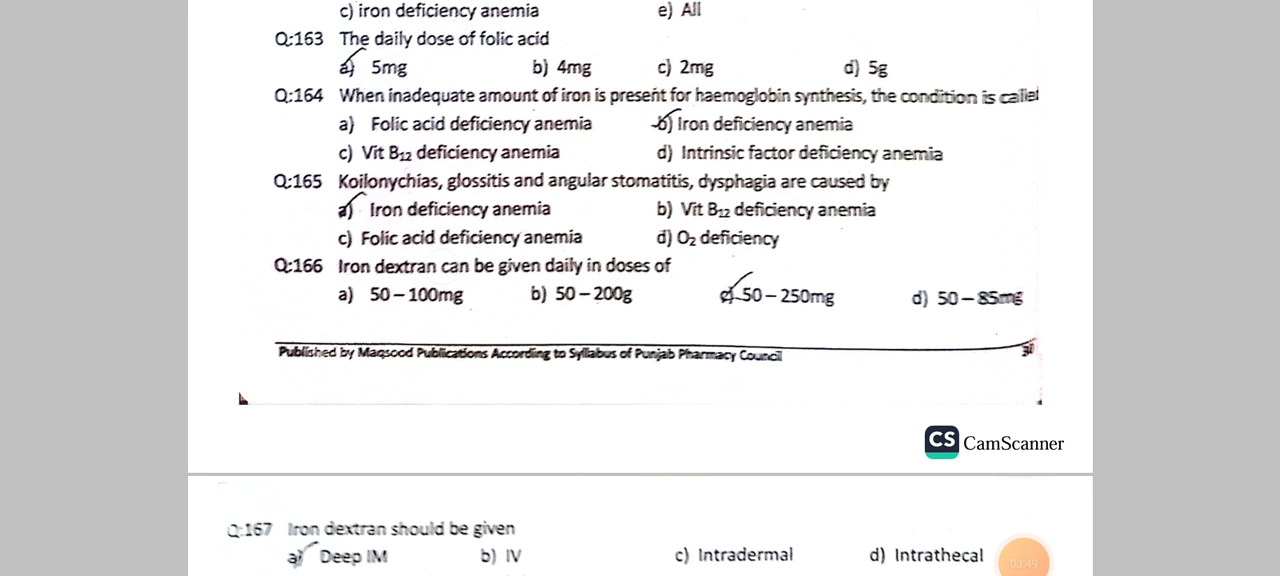 c) iron deficiency anemia e) All
Q:163 The daily dose of folic acid
a) 5mg b) 4mg c) 2mg d) 5g
Q:164 When inadequate amount of iron is present for haemoglobin synthesis, the condition is called
a) Folic acid deficiency anemia b) Iron deficiency anemia
c) Vit B12 deficiency anemia d) Intrinsic factor deficiency anemia
Q:165 Koilonychias, glossitis and angular stomatitis, dysphagia are caused by
a) Iron deficiency anemia b) Vit B12 deficiency anemia
c) Folic acid deficiency anemia d) O2 deficiency
Q:166 Iron dextran can be given daily in doses of
a) 50 – 100mg b) 50 – 200g c) 50 – 250mg d) 50 – 85mg
Published by Maqsood Publications According to Syllabus of Punjab Pharmacy Council
CS CamScanner
Q:167 Iron dextran should be given
a) Deep IM b) IV c) Intradermal d) Intrathecal
03:49